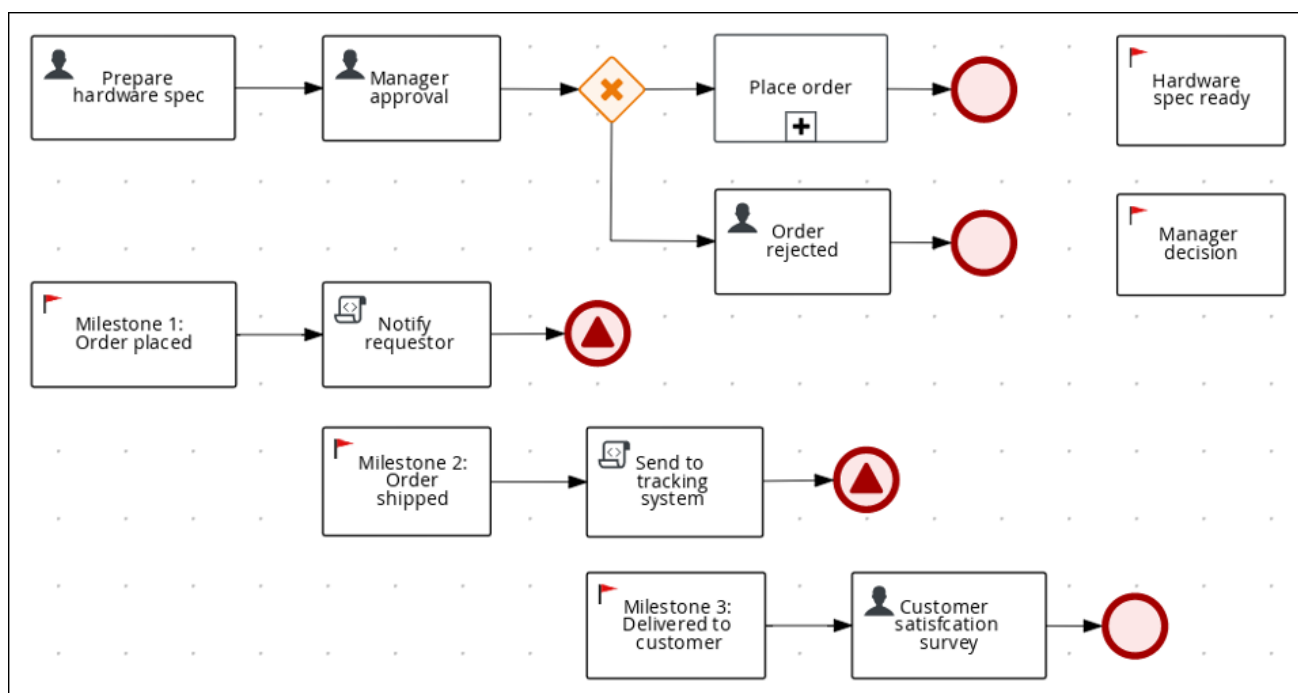 Prepare
hardware spec
Manager
approval
Place order
Hardware
spec ready
Order
rejected
Manager
decision
Milestone 1:
Order placed
Notify
requestor
Milestone 2:
Order
shipped
Send to
tracking
system
Milestone 3:
Delivered to
customer
Customer
satisfcation
survey